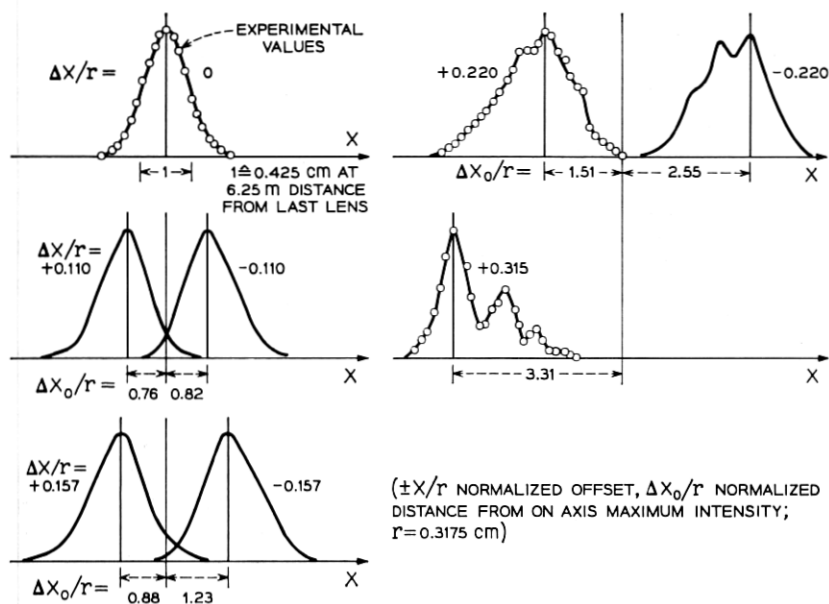 EXPERIMENTAL
VALUES
ΔX/r =
0
X
1
1≙0.425 cm AT
6.25 m DISTANCE
FROM LAST LENS
+0.220
-0.220
ΔX₀/r =
1.51
2.55
X
ΔX/r =
+0.110
-0.110
X
ΔX₀/r =
0.76
0.82
+0.315
X
3.31
ΔX/r =
+0.157
-0.157
X
ΔX₀/r =
0.88
1.23
(±X/r NORMALIZED OFFSET, ΔX₀/r NORMALIZED
DISTANCE FROM ON AXIS MAXIMUM INTENSITY;
r=0.3175 cm)